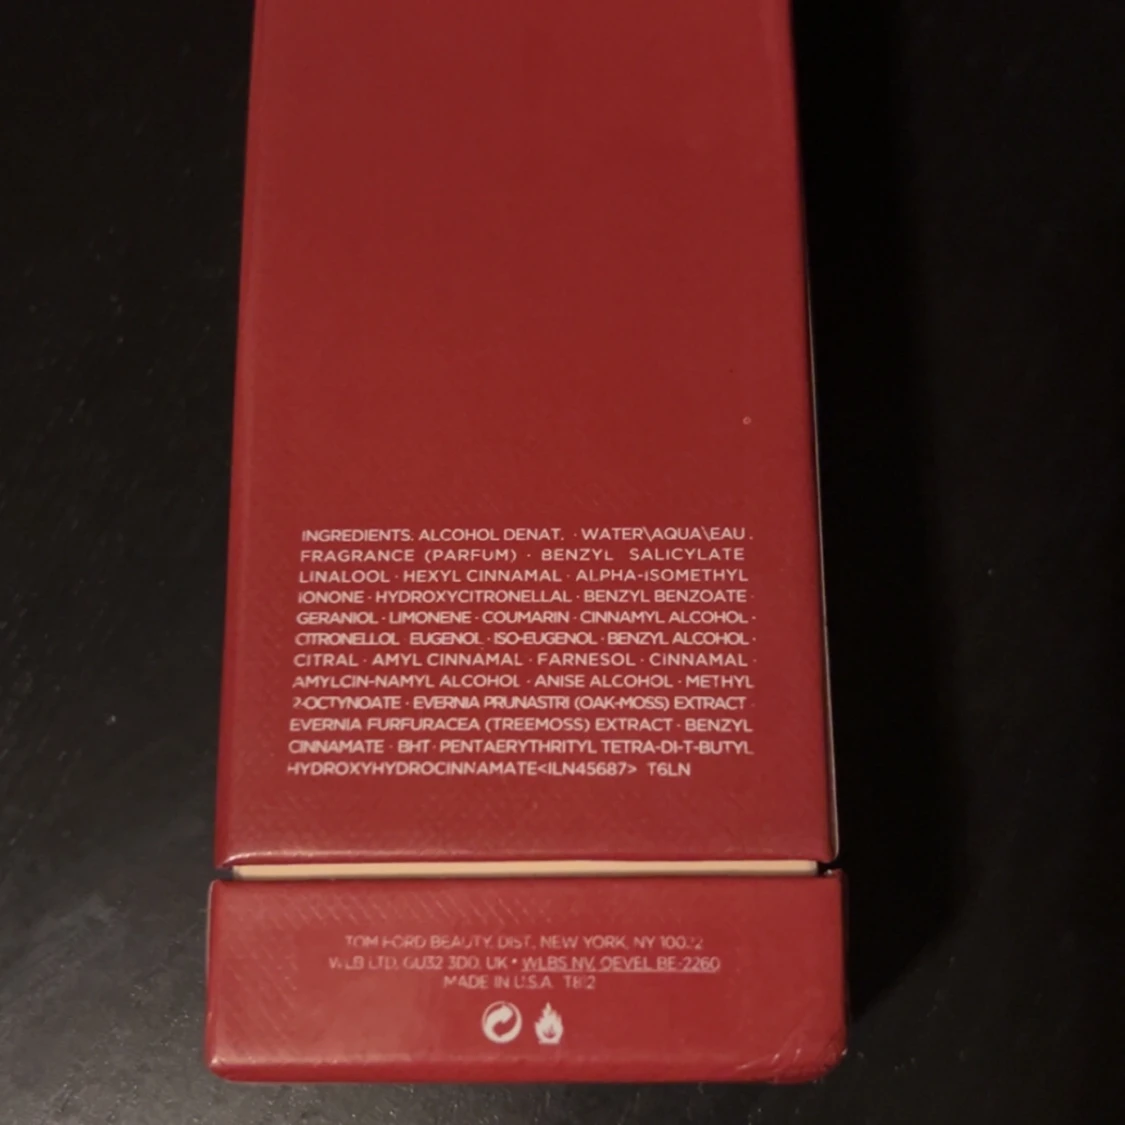 INGREDIENTS: ALCOHOL DENAT. · WATER\AQUA\EAU .
FRAGRANCE (PARFUM) · BENZYL SALICYLATE
LINALOOL · HEXYL CINNAMAL · ALPHA-ISOMETHYL
IONONE · HYDROXYCITRONELLAL · BENZYL BENZOATE ·
GERANIOL · LIMONENE · COUMARIN · CINNAMYL ALCOHOL ·
CITRONELLOL EUGENOL · ISO-EUGENOL · BENZYL ALCOHOL ·
CITRAL · AMYL CINNAMAL · FARNESOL · CINNAMAL ·
AMYLCIN-NAMYL ALCOHOL · ANISE ALCOHOL · METHYL
2-OCTYNOATE · EVERNIA PRUNASTRI (OAK-MOSS) EXTRACT ·
EVERNIA FURFURACEA (TREEMOSS) EXTRACT · BENZYL
CINNAMATE · BHT · PENTAERYTHRITYL TETRA-DI-T-BUTYL
HYDROXYHYDROCINNAMATE<ILN45687> T6LN
TOM FORD BEAUTY, DIST, NEW YORK, NY
WLB LTD, GU32 3DO, UK * WLBS NV, OEVEL BE-2260
MADE IN U.S.A.